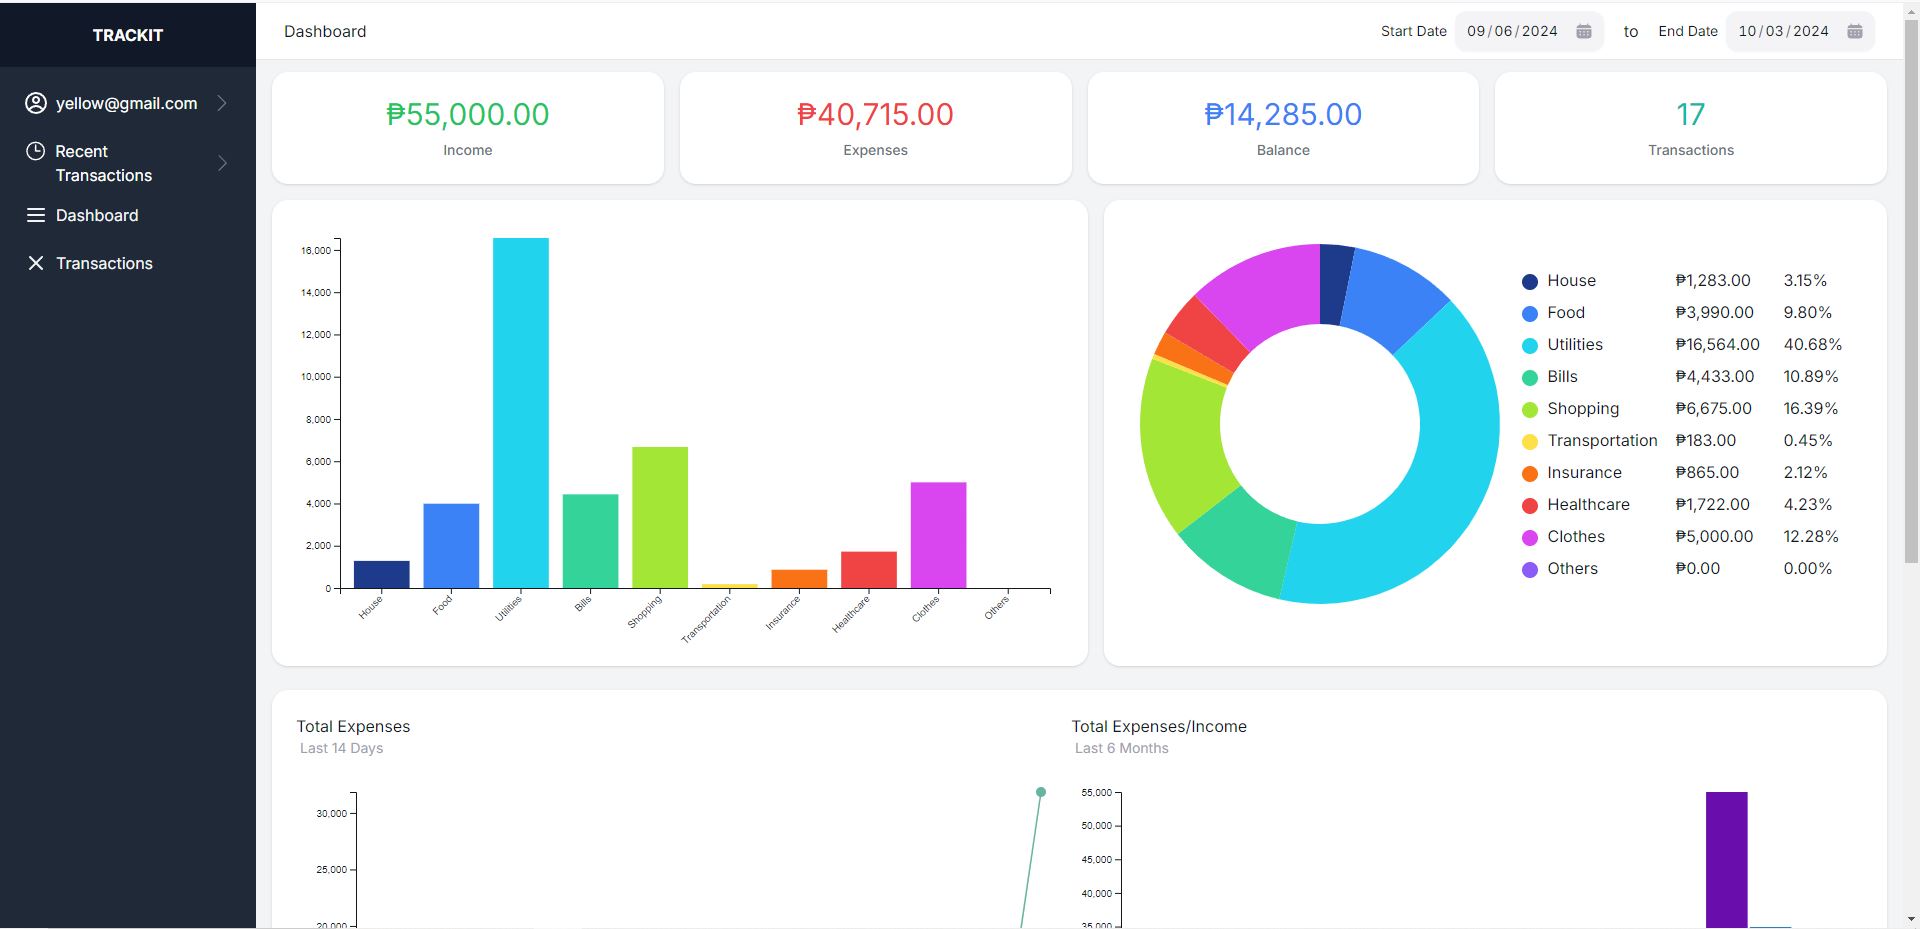 TRACKIT
yellow@gmail.com
Recent
Transactions
Dashboard
Transactions
Dashboard
Start Date 09/06/2024 to End Date 10/03/2024
₱55,000.00
Income
₱40,715.00
Expenses
₱14,285.00
Balance
17
Transactions
16,000
14,000
12,000
10,000
8,000
6,000
4,000
2,000
0
House
Food
Utilities
Bills
Shopping
Transportation
Insurance
Healthcare
Clothes
Others
House ₱1,283.00 3.15%
Food ₱3,990.00 9.80%
Utilities ₱16,564.00 40.68%
Bills ₱4,433.00 10.89%
Shopping ₱6,675.00 16.39%
Transportation ₱183.00 0.45%
Insurance ₱865.00 2.12%
Healthcare ₱1,722.00 4.23%
Clothes ₱5,000.00 12.28%
Others ₱0.00 0.00%
Total Expenses
Last 14 Days
30,000
25,000
20,000
Total Expenses/Income
Last 6 Months
55,000
50,000
45,000
40,000
35,000